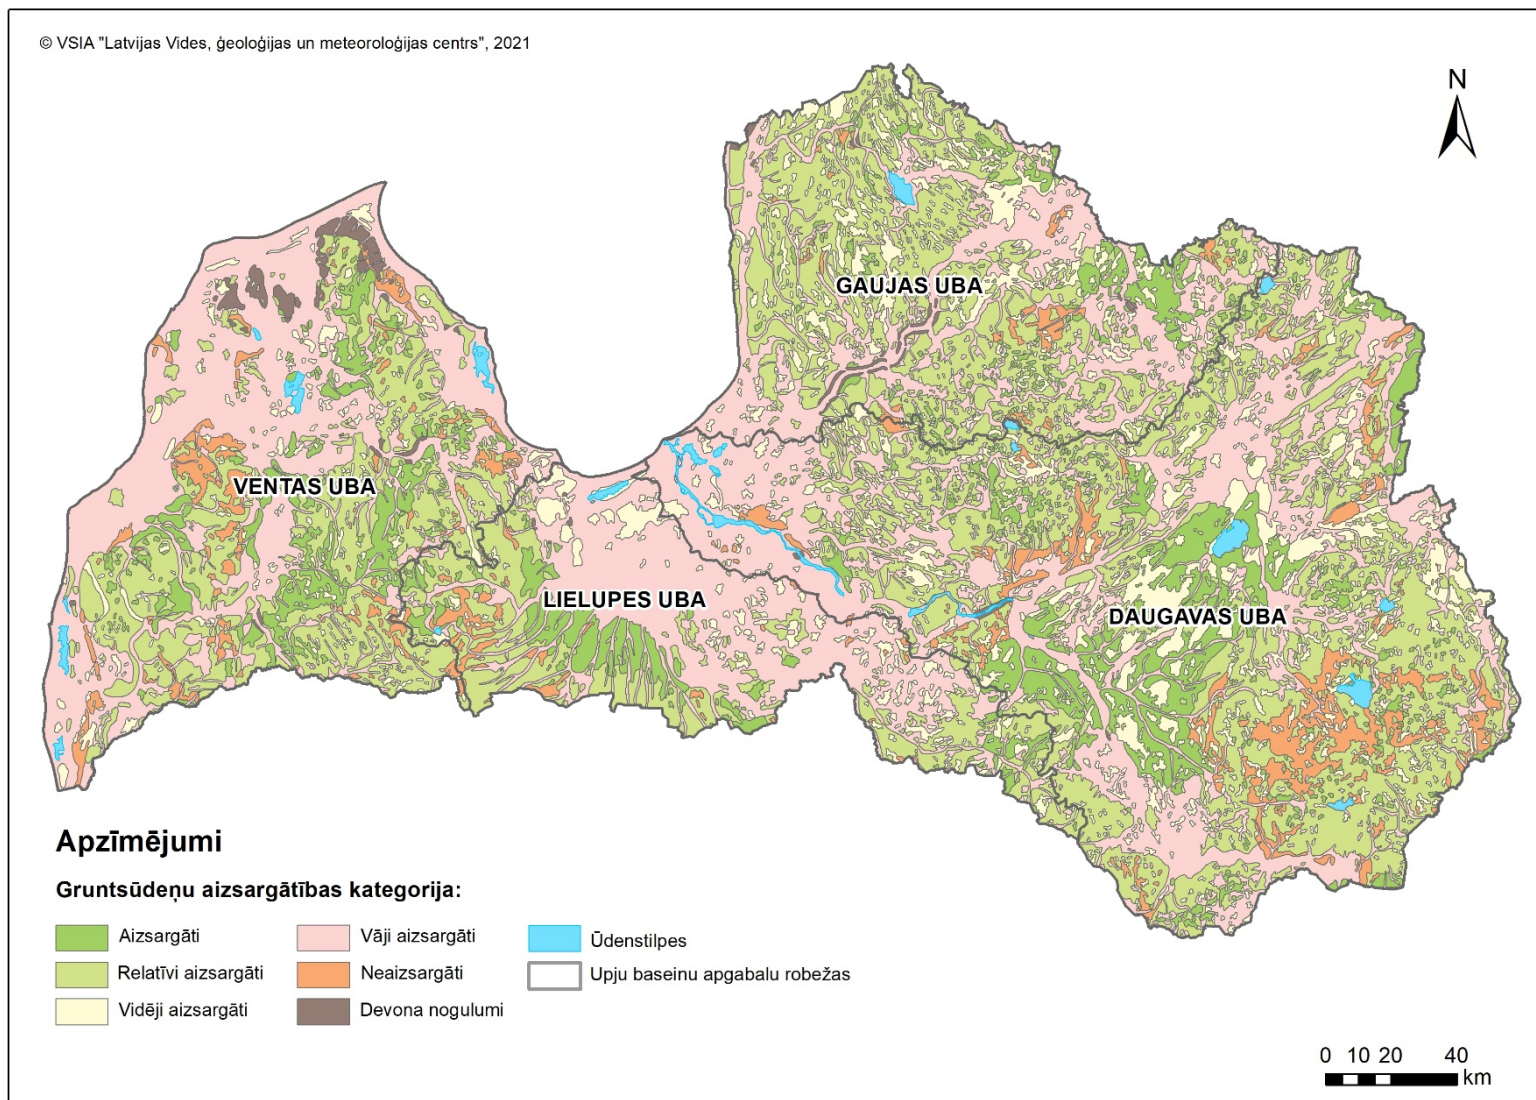 © VSIA "Latvijas Vides, ģeoloģijas un meteoroloģijas centrs", 2021
N
GAUJAS UBA
VENTAS UBA
LIELUPES UBA
DAUGAVAS UBA
Apzīmējumi
Gruntsūdeņu aizsargātības kategorija:
Aizsargāti
Relatīvi aizsargāti
Vidēji aizsargāti
Vāji aizsargāti
Neaizsargāti
Devona nogulumi
Ūdenstilpes
Upju baseinu apgabalu robežas
0 10 20 40
km